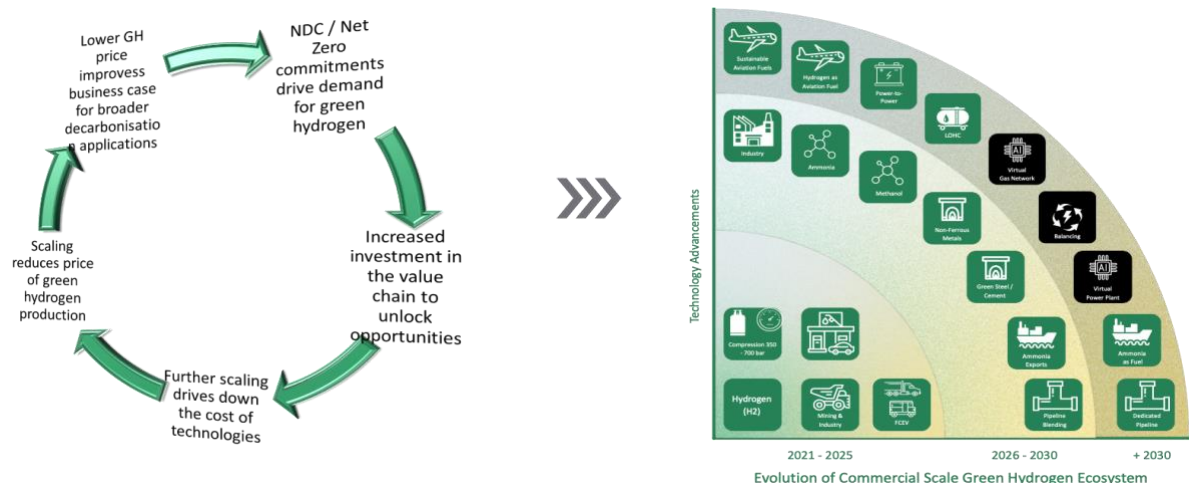 Lower GH
price
improvess
business case
for broader
decarbonisatio
n applications
NDC / Net
Zero
commitments
drive demand
for green
hydrogen
Increased
investment in
the value
chain to
unlock
opportunities
Further scaling
drives down
the cost of
technologies
Scaling
reduces price
of green
hydrogen
production
Technology Advancements
Sustainable
Aviation Fuels
Hydrogen as
Aviation Fuel
Power-to-
Power
LOHC
AI
Virtual
Gas Network
Balancing
AI
Virtual
Power Plant
Ammonia
as Fuel
Dedicated
Pipeline
Industry
Ammonia
Methanol
Non-Ferrous
Metals
Green Steel /
Cement
Ammonia
Exports
Pipeline
Blending
Compression 350
- 700 bar
Hydrogen
(H2)
Mining &
Industry
FCEV
2021 - 2025
2026 - 2030
+ 2030
Evolution of Commercial Scale Green Hydrogen Ecosystem